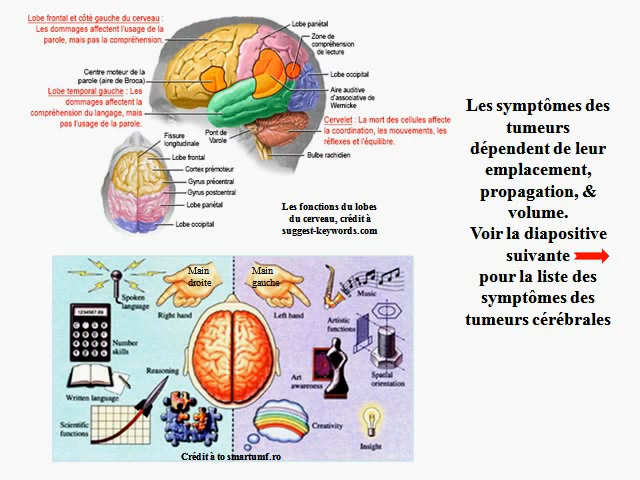 Lobe frontal et côté gauche du cerveau :
Les dommages affectent l'usage de la
parole, mais pas la compréhension.
Centre moteur de la
parole (aire de Broca)
Lobe temporal gauche : Les
dommages affectent la
compréhension du langage, mais
pas l'usage de la parole.
Lobe pariétal
Zone de
compréhension
de lecture
Lobe occipital
Aire auditive
d'associative de
Wernicke
Cervelet : La mort des cellules affecte
la coordination, les mouvements, les
réflexes et l'équilibre.
Bulbe rachidien
Pont de
Varole
Fissure
longitudinale
Lobe frontal
Cortex prémoteur
Gyrus précentral
Gyrus postcentral
Lobe pariétal
Lobe occipital
Les fonctions du lobes
du cerveau, crédit à
suggest-keywords.com
Les symptômes des
tumeurs
dépendent de leur
emplacement,
propagation, &
volume.
Voir la diapositive
suivante
pour la liste des
symptômes des
tumeurs cérébrales
Main
droite
Main
gauche
Spoken
language
Right hand
Left hand
Music
Number
skills
Artistic
functions
Reasoning
Art
awareness
Spatial
orientation
Written language
Scientific
functions
Creativity
Insight
1234567·89
Crédit à to smartumf.ro